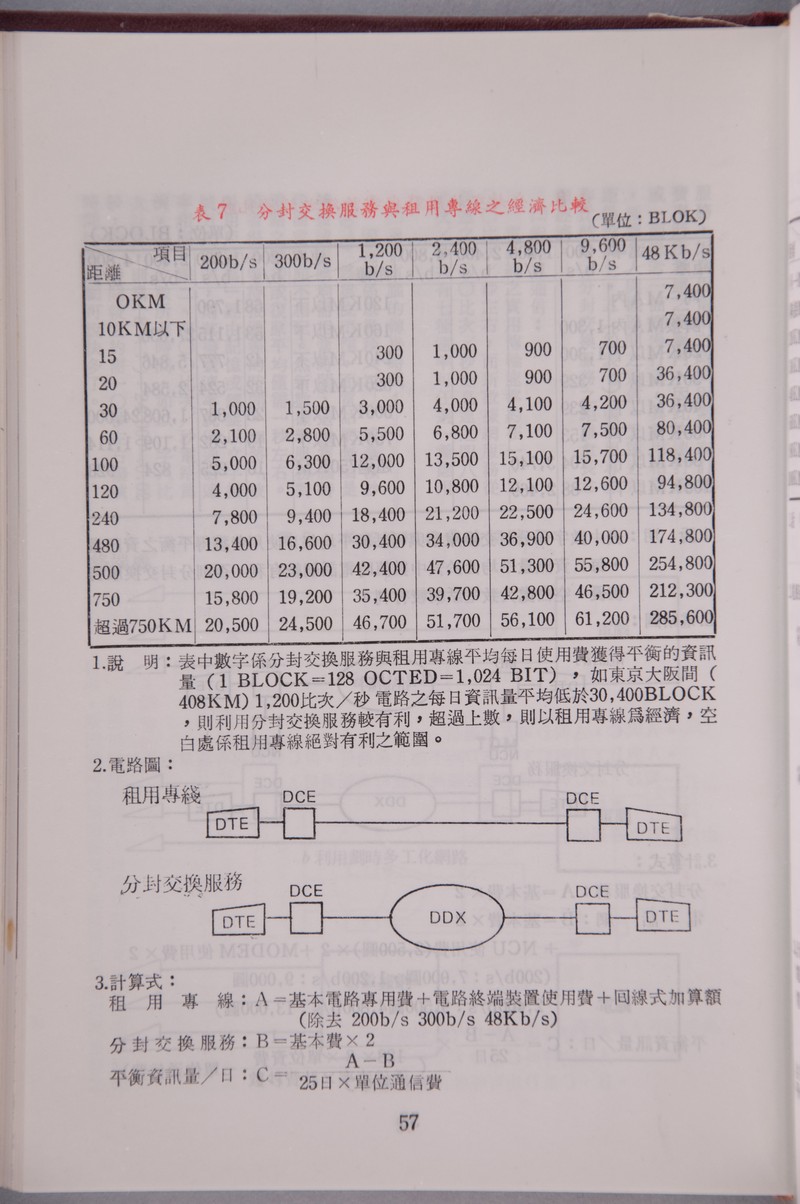 表7 分封交換服務與租用專線之經濟比較
(單位：BLOK)
項目
距離
200b/s 300b/s 1,200 b/s 2,400 b/s 4,800 b/s 9,600 b/s 48Kb/s
OKM 7,400
10KM以下 7,400
15 300 1,000 900 700 7,400
20 300 1,000 900 700 36,400
30 1,000 1,500 3,000 4,000 4,100 4,200 36,400
60 2,100 2,800 5,500 6,800 7,100 7,500 80,400
100 5,000 6,300 12,000 13,500 15,100 15,700 118,400
120 4,000 5,100 9,600 10,800 12,100 12,600 94,800
240 7,800 9,400 18,400 21,200 22,500 24,600 134,800
480 13,400 16,600 30,400 34,000 36,900 40,000 174,800
500 20,000 23,000 42,400 47,600 51,300 55,800 254,800
750 15,800 19,200 35,400 39,700 42,800 46,500 212,300
超過750KM 20,500 24,500 46,700 51,700 56,100 61,200 285,600
1.說 明：表中數字係分封交換服務與租用專線平均每日使用費獲得平衡的資訊
量（1 BLOCK=128 OCTED=1,024 BIT），如東京大阪間（
408KM）1,200比次／秒電路之每日資訊量平均低於30,400BLOCK
，則利用分封交換服務較有利，超過上數，則以租用專線爲經濟，空
白處係租用專線絕對有利之範圍。
2.電路圖：
租用專綫
DCE DCE
DTE DTE
分封交換服務
DCE DCE
DTE DDX DTE
3.計算式：
租用專線：A=基本電路專用費+電路終端裝置使用費+回線式加算額
(除去 200b/s 300b/s 48Kb/s)
分封交換服務：B=基本費×2
平衡資訊量／日：C= A-B
25日×單位通信費
57